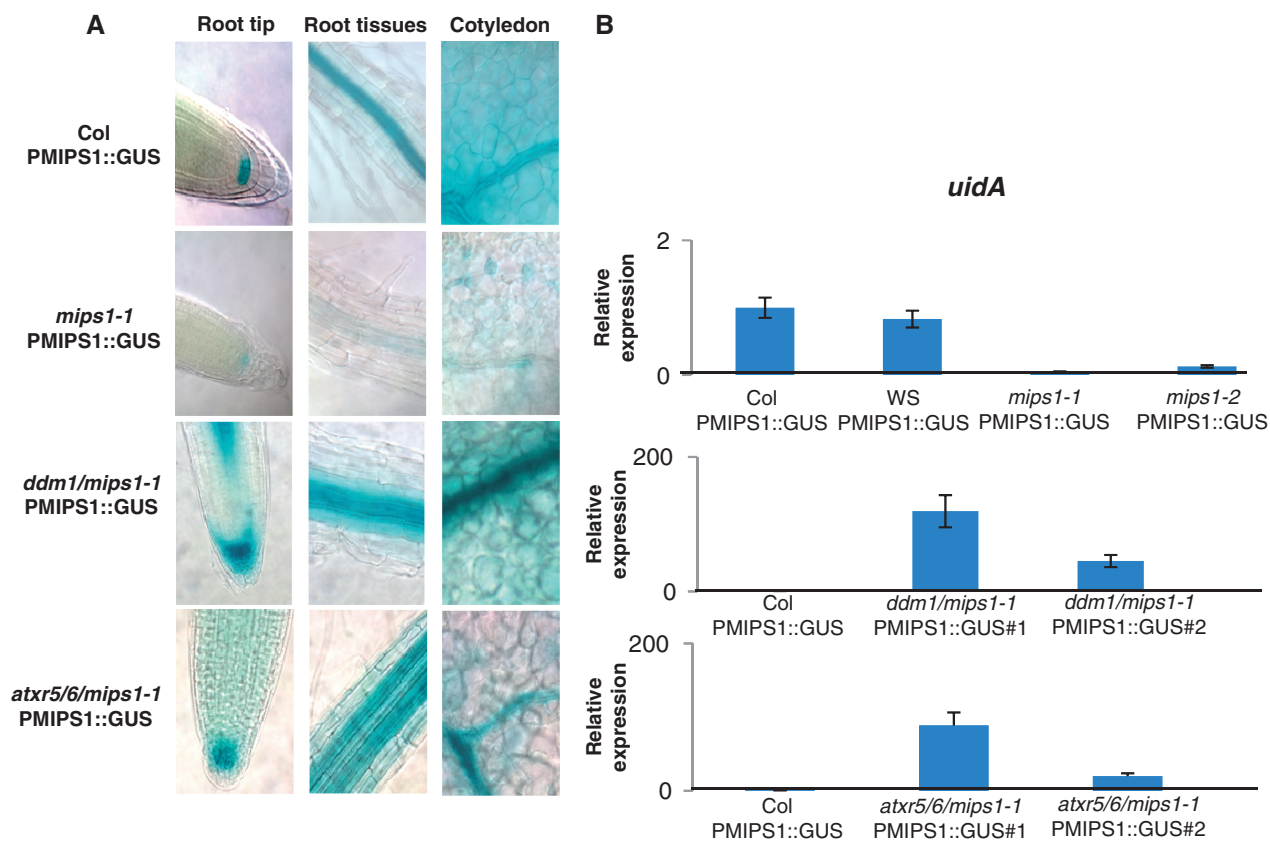 A
Root tip Root tissues Cotyledon
Col
PMIPS1::GUS
mips1-1
PMIPS1::GUS
ddm1/mips1-1
PMIPS1::GUS
atxr5/6/mips1-1
PMIPS1::GUS
B
uidA
Relative
expression
2
0
Col WS mips1-1 mips1-2
PMIPS1::GUS PMIPS1::GUS PMIPS1::GUS PMIPS1::GUS
Relative
expression
200
0
Col ddm1/mips1-1 ddm1/mips1-1
PMIPS1::GUS PMIPS1::GUS#1 PMIPS1::GUS#2
Relative
expression
200
0
Col atxr5/6/mips1-1 atxr5/6/mips1-1
PMIPS1::GUS PMIPS1::GUS#1 PMIPS1::GUS#2